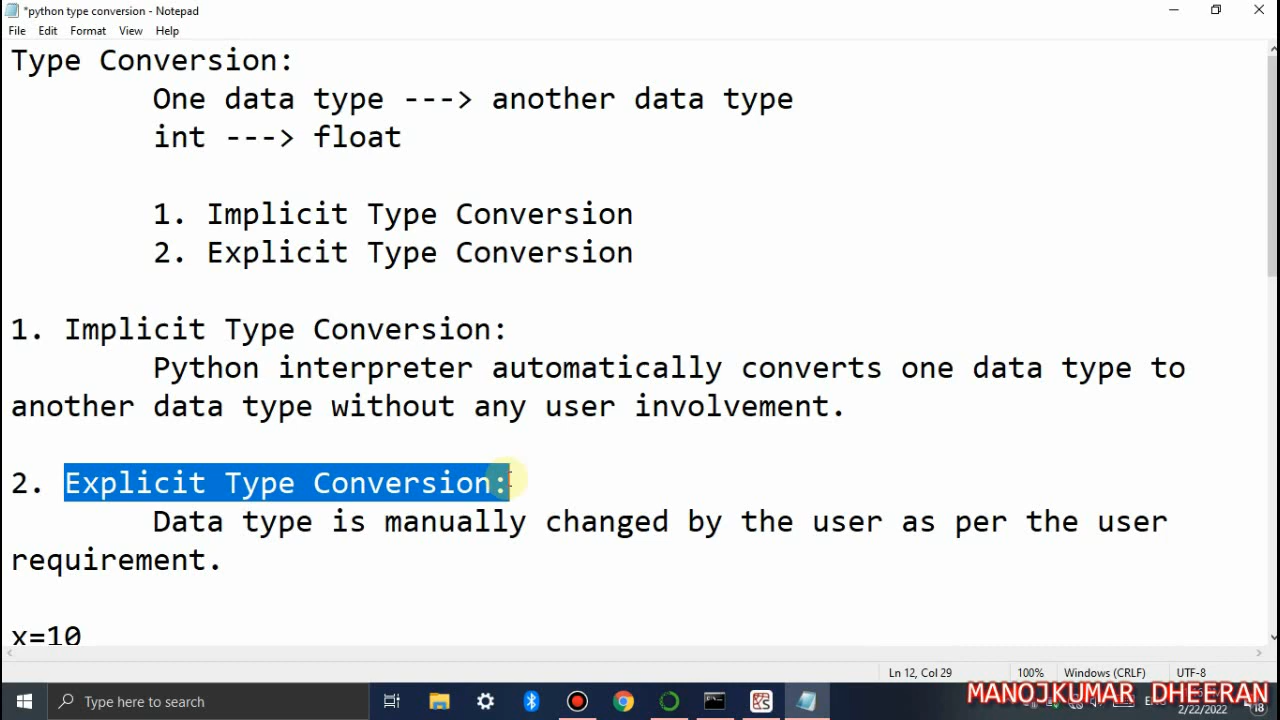 *python type conversion - Notepad
File Edit Format View Help
Type Conversion:
One data type ---> another data type
int ---> float
1. Implicit Type Conversion
2. Explicit Type Conversion
1. Implicit Type Conversion:
Python interpreter automatically converts one data type to
another data type without any user involvement.
2. Explicit Type Conversion:
Data type is manually changed by the user as per the user
requirement.
x=10
Ln 12, Col 29 100% Windows (CRLF) UTF-8
Type here to search
MANOJKUMAR DHEERAN
2/22/2022